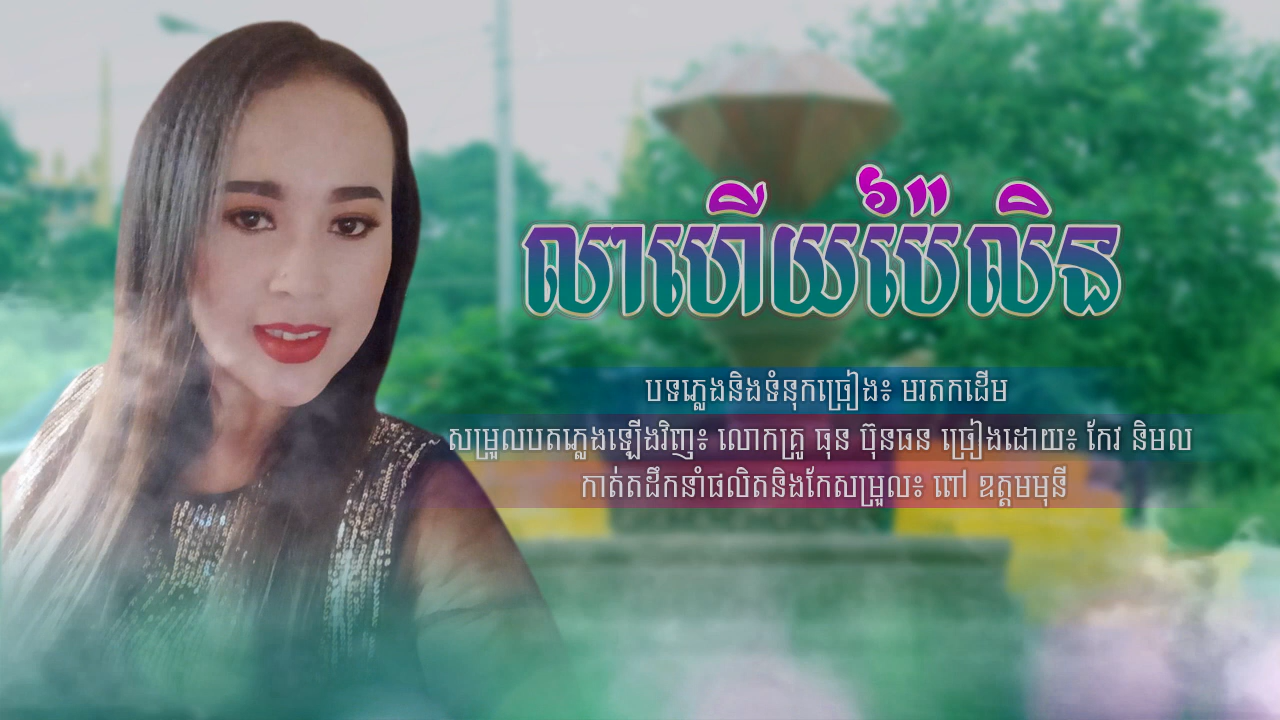 លាហើយប៉ៃលិន
បទភ្លេងនិងទំនុកច្រៀង៖ មរតកដើម
សម្រួលបតភ្លេងឡើងវិញ៖ លោកគ្រូ ធុន ប៊ុនធន ច្រៀងដោយ៖ កែវ និមល
កាត់តដឹកនាំផលិតនិងកែសម្រួល៖ ពៅ ឧត្តមមុនី